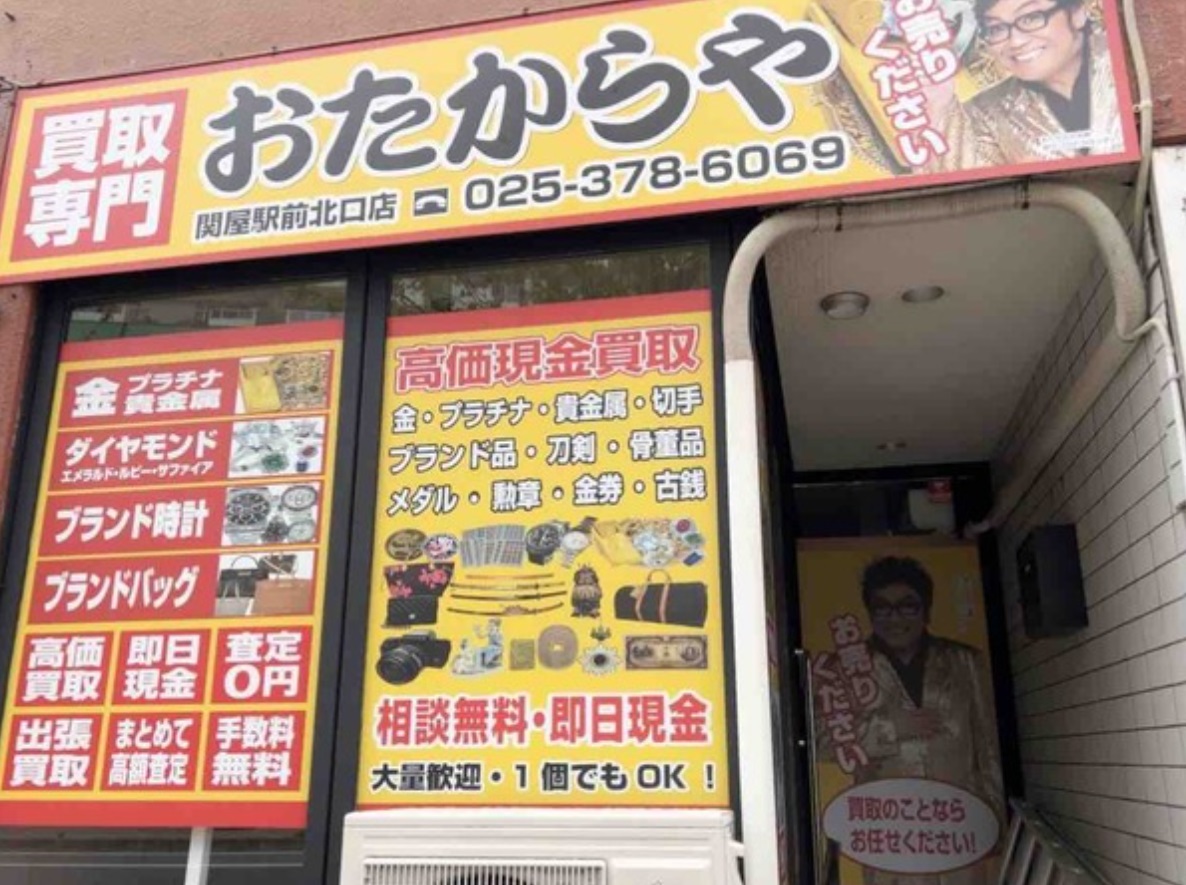 買取
専門
おたからや
関屋駅前北口店 ☎ 025-378-6069
お売り
ください
金 プラチナ
貴金属
ダイヤモンド
エメラルド・ルビー・サファイア
ブランド時計
ブランドバッグ
高価
買取
即日
現金
査定
0円
出張
買取
まとめて
高額査定
手数料
無料
高価現金買取
金・プラチナ・貴金属・切手
ブランド品・刀剣・骨董品
メダル・勲章・金券・古銭
相談無料・即日現金
大量歓迎・1個でもOK!
お売り
ください
買取のことなら
お任せください!